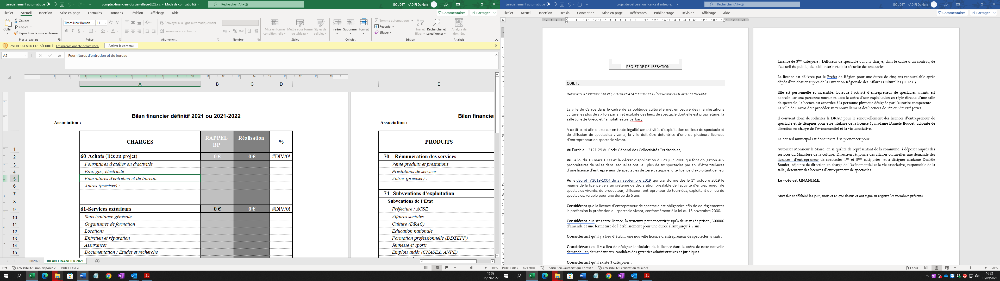 Enregistrement automatique
comptes-financiers-dossier-allege-2023.xls - Mode de compatibilité
Rechercher (Alt+Q)
BOUDET - KADIRI Daniele
Fichier Accueil Insertion Mise en page Formules Données Révision Affichage Aide
Commentaires Partager
Coller
Couper
Copier
Reproduire la mise en forme
Presse-papiers
Times New Roman 11
G I S
Police
Renvoyer à la ligne automatiquement
Fusionner et centrer
Alignement
Nombre
Mise en forme conditionnelle
Mettre sous forme de tableau
Styles de cellules
Styles
Insérer Supprimer Format
Cellules
Somme automatique
Recopier
Effacer
Trier et filtrer
Rechercher et sélectionner
Édition
Analyse de données
Analysis
AVERTISSEMENT DE SÉCURITÉ Les macros ont été désactivées. Activer le contenu
A5 fx Fournitures d'entretien et de bureau
A B C D E
Bilan financier définitif 2021 ou 2021-2022
Association :
CHARGES RAPPEL BP Réalisation %
60-Achats (liés au projet) 0 € 0 € #DIV/0!
Fournitures d'atelier ou d'activités
Eau, gaz, électricité
Fournitures d'entretien et de bureau
Autres (préciser) :
61-Services extérieurs 0 € 0 € #DIV/0!
Sous traitance générale
Organismes de formation
Locations
Entretien et réparation
Assurances
Documentation / Etudes et recherche
1
2
3
4
5
6
7
8
9
10
11
12
13
14
15
Bilan financier
Association :
PRODUITS
70 – Rémunération des services
Vente produits et prestations
Prestations de services
Autres (préciser) :
74--Subventions d'exploitation
Subventions de l'Etat
Préfecture / ACSE
Affaires sociales
Culture (DRAC)
Education nationale
Formation professionnelle (DDTEFP)
Jeunesse et sports
Emplois aidés (CNASEA, ANPE)
BP2023 BILAN FINANCIER 2021
Prêt Accessibilité : non disponible Page : 1 sur 2 130 %
16:32
15/09/2022
Enregistrement automatique
projet de délibération licence d'entrepre...
Rechercher (Alt+Q)
BOUDET - KADIRI Daniele
Fichier Accueil Insertion Dessin Conception Mise en page Références Publipostage Révision Affichage Aide
Commentaires Partager
PROJET DE DÉLIBÉRATION
OBJET :
RAPPORTEUR : VIRGINIE SALVO, DELEGUEE A LA CULTURE ET A L'ECONOMIE CULTURELLE ET CREATIVE
La ville de Carros dans le cadre de sa politique culturelle met en œuvre des manifestations
culturelles plus de six fois par an et exploite des lieux de spectacle dont elle est propriétaire, la
salle Juliette Gréco et l'amphithéâtre Barbary.
A ce titre, et afin d'exercer en toute légalité ses activités d'exploitation de lieux de spectacle et
de diffusion de spectacles vivants, la ville doit être détentrice d'une ou plusieurs licences
d'entrepreneur de spectacle vivant.
Vu l'article L.2121-29 du Code Général des Collectivités Territoriales,
Vu La loi du 18 mars 1999 et le décret d'application du 29 juin 2000 qui font obligation aux
propriétaires de salles dans lesquelles ont lieu plus de six spectacles par an, d'être titulaires
d'une licence d'entrepreneur de spectacles de 1ère catégorie, dite licence d'exploitant de lieu
Vu le décret n°2019-1004 du 27 septembre 2019 qui transforme dès le 1er octobre 2019 le
régime de la licence vers un système de déclaration préalable de l'activité d'entrepreneur de
spectacles vivants, de producteur, diffuseur, entrepreneur de tournées, exploitant de lieu de
spectacles, valable pour une durée de 5 ans.
Considérant que la licence d'entrepreneur de spectacle est obligatoire afin de de règlementer
la profession la profession du spectacle vivant, conformément à la loi du 13 novembre 2000.
Considérant que sans cette licence, la structure peut encourir jusqu'à deux ans de prison, 30000€
d'amende et une fermeture de l'établissement pour une durée allant jusqu'à 5 ans.
Considérant qu'il y a lieu d'établir une nouvelle licence d'entrepreneur de spectacles vivants,
Considérant qu'il y a lieu de désigner le titulaire de la licence dans le cadre de cette nouvelle
demande, en demandant aux candidats des garanties administratives et juridiques.
Considérant qu'il existe 3 catégories :
Licence de 3ème catégorie : Diffuseur de spectacle qui a la charge, dans le cadre d'un contrat, de
l'accueil du public, de la billetterie et de la sécurité des spectacles.
La licence est délivrée par le Préfet de Région pour une durée de cinq ans renouvelable après
dépôt d'un dossier auprès de la Direction Régionale des Affaires Culturelles (DRAC).
Elle est personnelle et incessible. Lorsque l'activité d'entrepreneur de spectacles vivants est
exercée par une personne morale et dans le cadre d'une exploitation en régie directe d'une salle
de spectacle, la licence est accordée à la personne physique désignée par l'autorité compétente.
La ville de Carros doit procéder au renouvellement des licences de 1ère et 3ème catégories.
Il convient donc de solliciter la DRAC pour le renouvellement des licences d'entrepreneur de
spectacle et de désigner pour être titulaire de la licence 1, madame Danièle Boudet, adjointe de
direction en charge de l'événementiel et la vie associative.
Le conseil municipal est donc invité à se prononcer pour :
Autoriser Monsieur le Maire, en sa qualité de représentant de la commune, à déposer auprès des
services du Ministère de la culture, Direction régionale des affaires culturelles une demande des
licences d'entrepreneur de spectacles 1ère et 3ème catégories, et à désigner madame Danièle
Boudet, adjointe de direction en charge de l'événementiel et la vie associative, responsable de la
salle, détenteur des licences d'entrepreneur de spectacles.
Le vote est UNANIME.
Ainsi fait et délibéré les jour, mois et an que dessus et ont signé au registre les membres présents.
Page 1 sur 2 594 mots Saisie semi-automatique : activée Accessibilité : vérification terminée Focus 100 %
16:32
15/09/2022